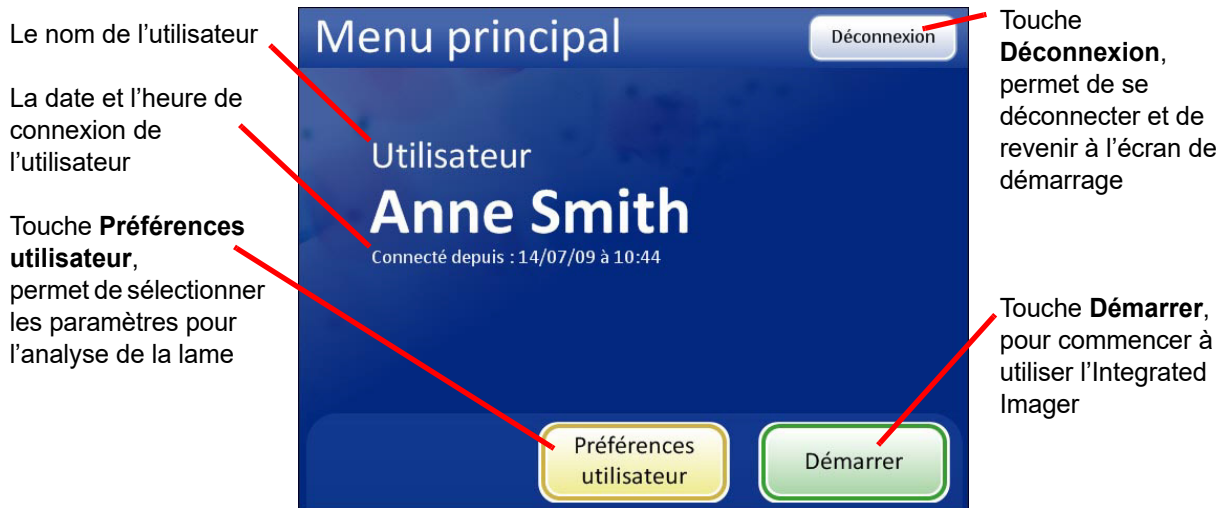 Le nom de l'utilisateur
La date et l'heure de
connexion de
l'utilisateur
Touche Préférences
utilisateur,
permet de sélectionner
les paramètres pour
l'analyse de la lame
Menu principal
Déconnexion
Utilisateur
Anne Smith
Connecté depuis : 14/07/09 à 10:44
Préférences
utilisateur
Démarrer
Touche
Déconnexion,
permet de se
déconnecter et de
revenir à l'écran de
démarrage
Touche Démarrer,
pour commencer à
utiliser l'Integrated
Imager